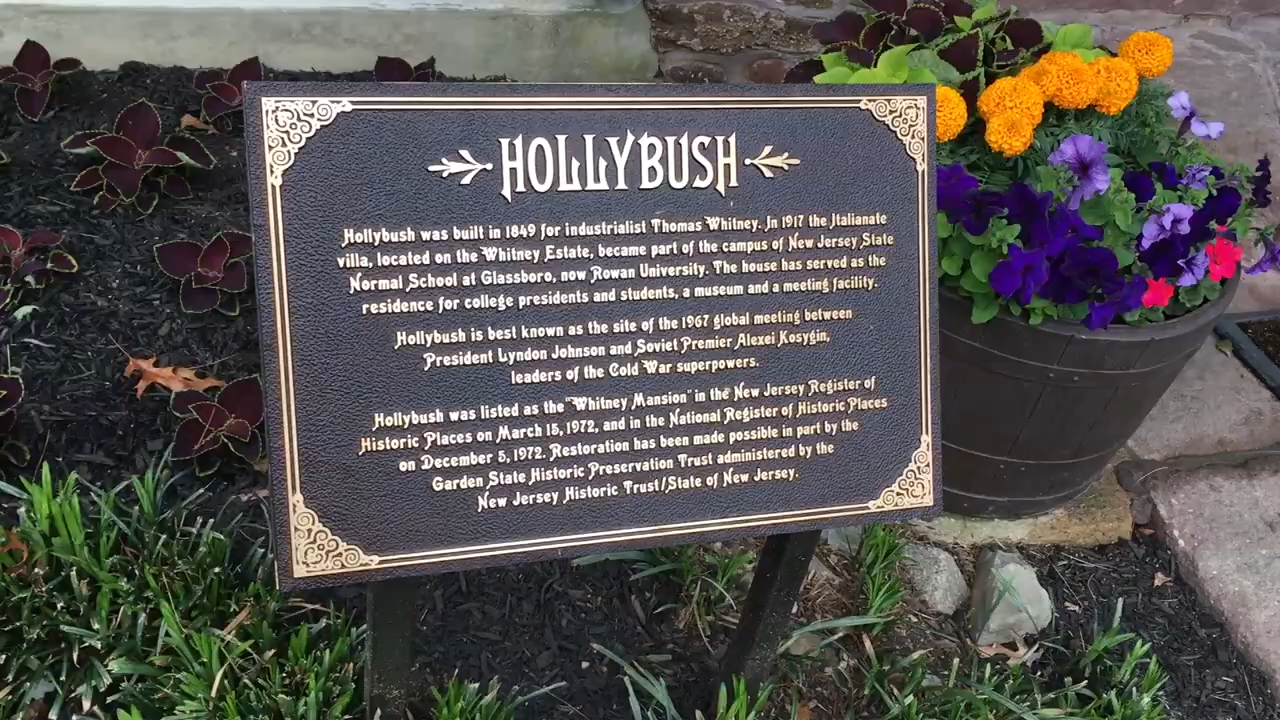 HOLLYBUSH
Hollybush was built in 1849 for industrialist Thomas Whitney. In 1917 the Italianate
villa, located on the Whitney Estate, became part of the campus of New Jersey State
Normal School at Glassboro, now Rowan University. The house has served as the
residence for college presidents and students, a museum and a meeting facility.
Hollybush is best known as the site of the 1967 global meeting between
President Lyndon Johnson and Soviet Premier Alexei Kosygin,
leaders of the Cold War superpowers.
Hollybush was listed as the "Whitney Mansion" in the New Jersey Register of
Historic Places on March 15, 1972, and in the National Register of Historic Places
on December 5, 1972. Restoration has been made possible in part by the
Garden State Historic Preservation Trust administered by the
New Jersey Historic Trust/State of New Jersey.